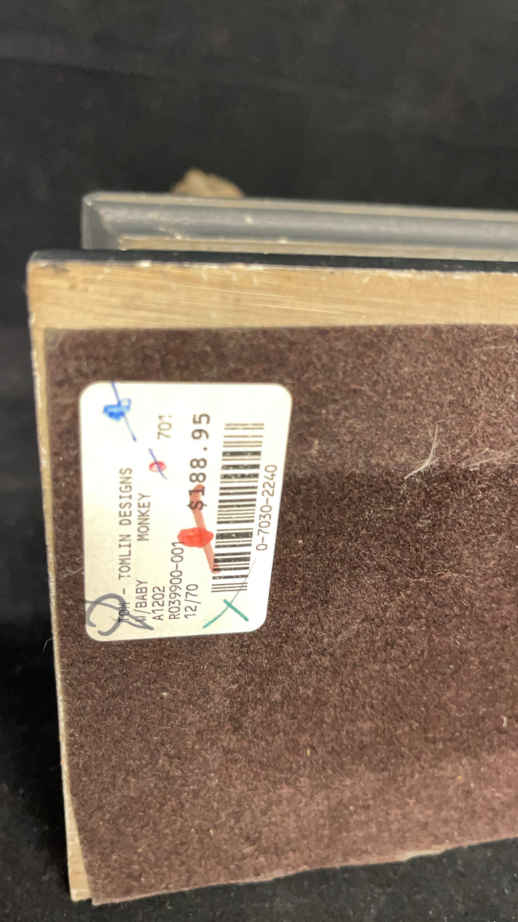 - TOMLIN DESIGNS
W/BABY MONKEY 701
A1202
R039900-001 $188.95
12/70
0-7030-2240